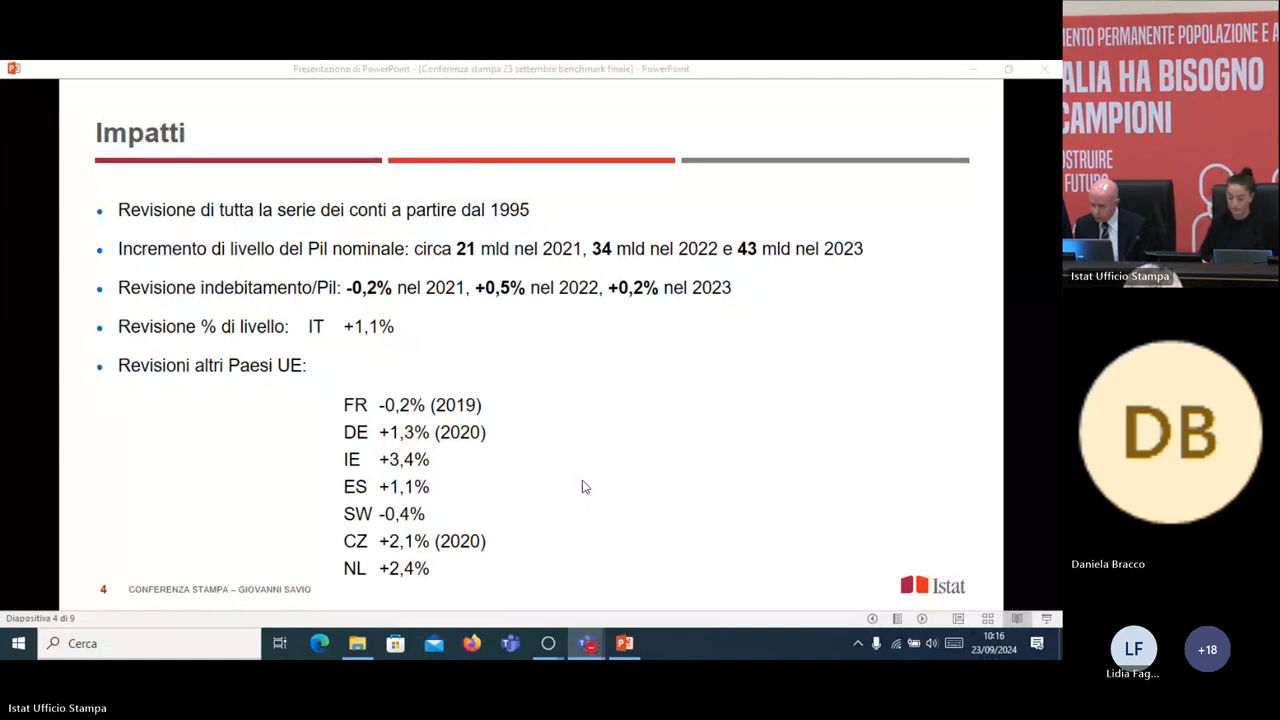 Presentazione di PowerPoint - [Conferenza stampa 23 settembre benchmark finale] - PowerPoint
Impatti
Revisione di tutta la serie dei conti a partire dal 1995
Incremento di livello del Pil nominale: circa 21 mld nel 2021, 34 mld nel 2022 e 43 mld nel 2023
Revisione indebitamento/Pil: -0,2% nel 2021, +0,5% nel 2022, +0,2% nel 2023
Revisione % di livello: IT +1,1%
Revisioni altri Paesi UE:
FR -0,2% (2019)
DE +1,3% (2020)
IE +3,4%
ES +1,1%
SW -0,4%
CZ +2,1% (2020)
NL +2,4%
4 CONFERENZA STAMPA – GIOVANNI SAVIO
Istat
Diapositiva 4 di 9
Cerca
10:16
23/09/2024
Istat Ufficio Stampa
MENTO PERMANENTE POPOLAZIONE E A
ALIA HA BISOGNO
CAMPIONI
OSTRUIRE
FUTURO
Istat Ufficio Stampa
DB
Daniela Bracco
LF
+18
Lidia Fag...